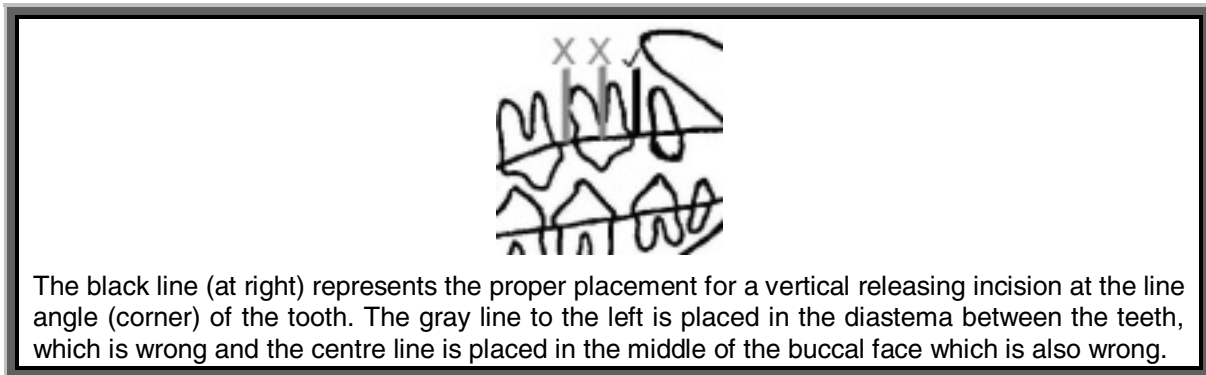 X X ✓
The black line (at right) represents the proper placement for a vertical releasing incision at the line
angle (corner) of the tooth. The gray line to the left is placed in the diastema between the teeth,
which is wrong and the centre line is placed in the middle of the buccal face which is also wrong.